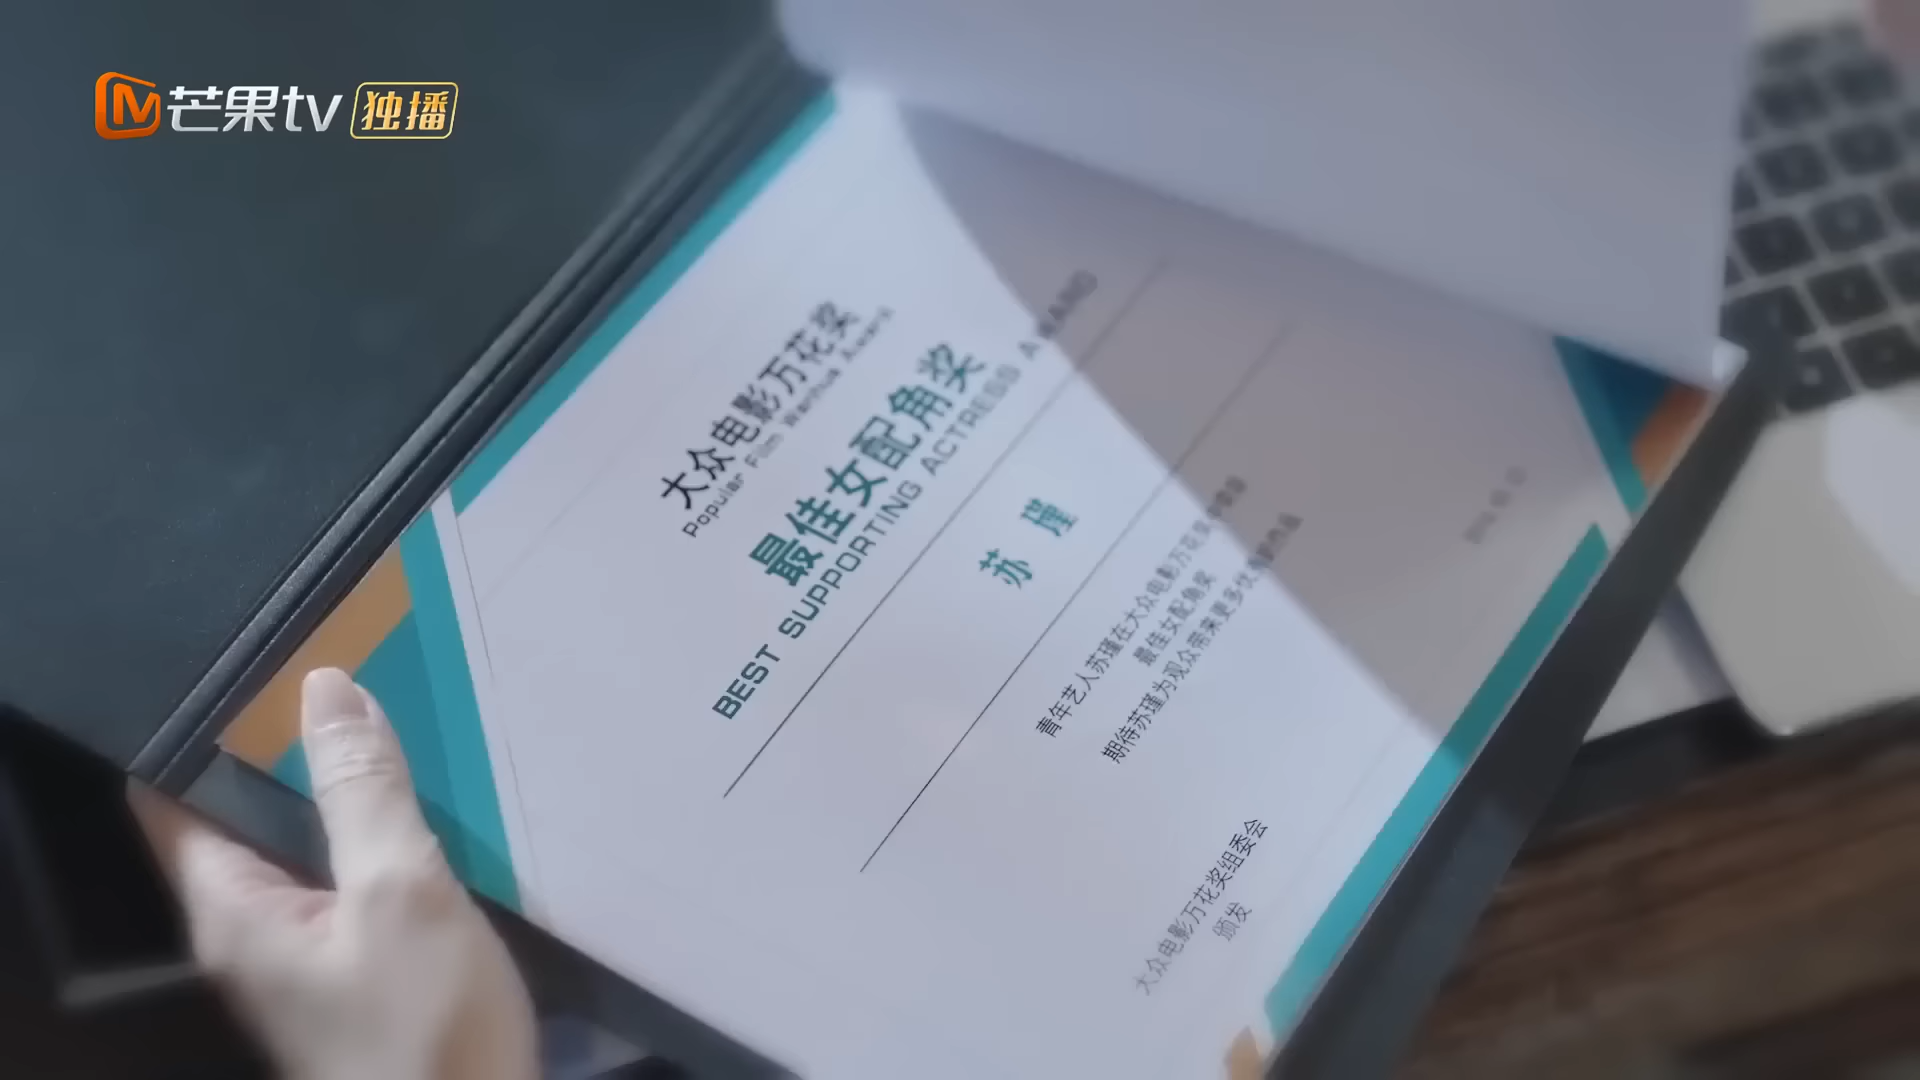 芒果tv 独播
大众电影万花奖
Popular Film Wanhua Awards
最佳女配角奖
BEST SUPPORTING ACTRESS AWARD
苏瑾
青年艺人苏瑾在大众电影万花奖中荣获
最佳女配角奖
期待苏瑾为观众带来更多优秀的作品
大众电影万花奖组委会
颁发